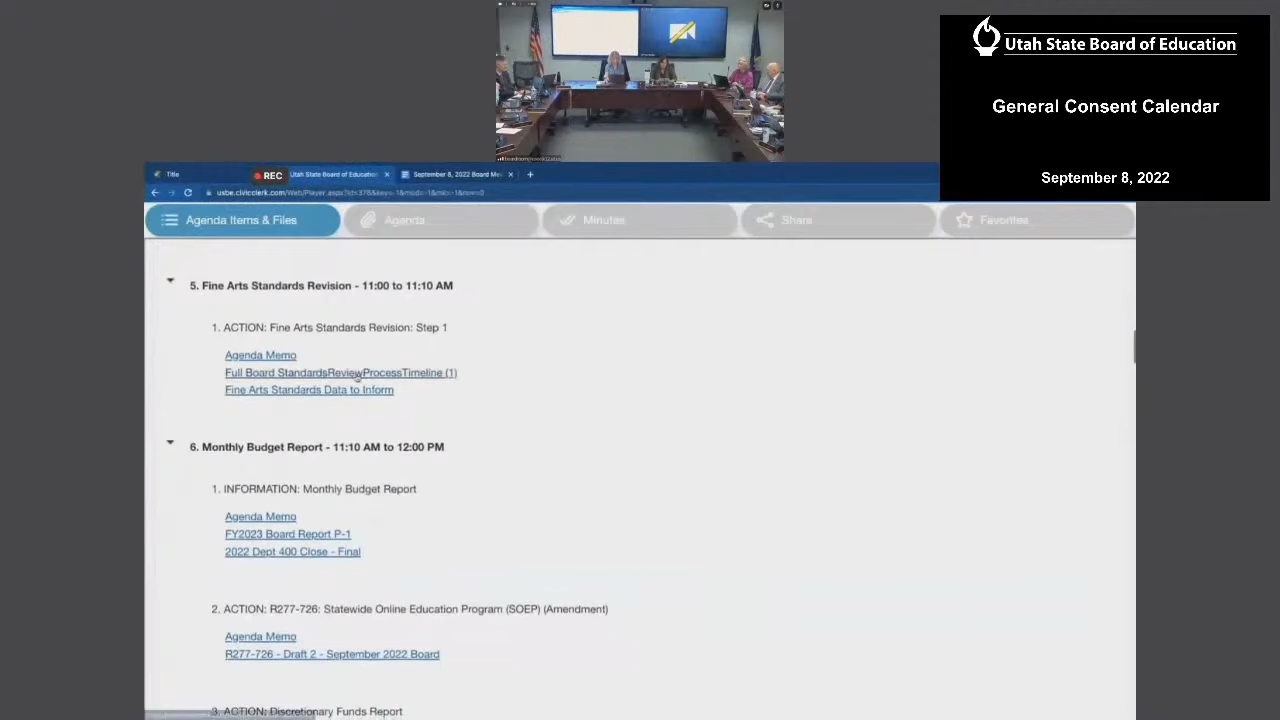 Utah State Board of Education
General Consent Calendar
September 8, 2022
Title
REC
Utah State Board of Education
September 8, 2022 Board Me
Agenda Items & Files
Agenda
Minutes
Share
Favorites
5. Fine Arts Standards Revision - 11:00 to 11:10 AM
1. ACTION: Fine Arts Standards Revision: Step 1
Agenda Memo
Full Board StandardsReviewProcessTimeline (1)
Fine Arts Standards Data to Inform
6. Monthly Budget Report - 11:10 AM to 12:00 PM
1. INFORMATION: Monthly Budget Report
Agenda Memo
FY2023 Board Report P-1
2022 Dept 400 Close - Final
2. ACTION: R277-726: Statewide Online Education Program (SOEP) (Amendment)
Agenda Memo
R277-726 - Draft 2 - September 2022 Board
3. ACTION: Discretionary Funds Report